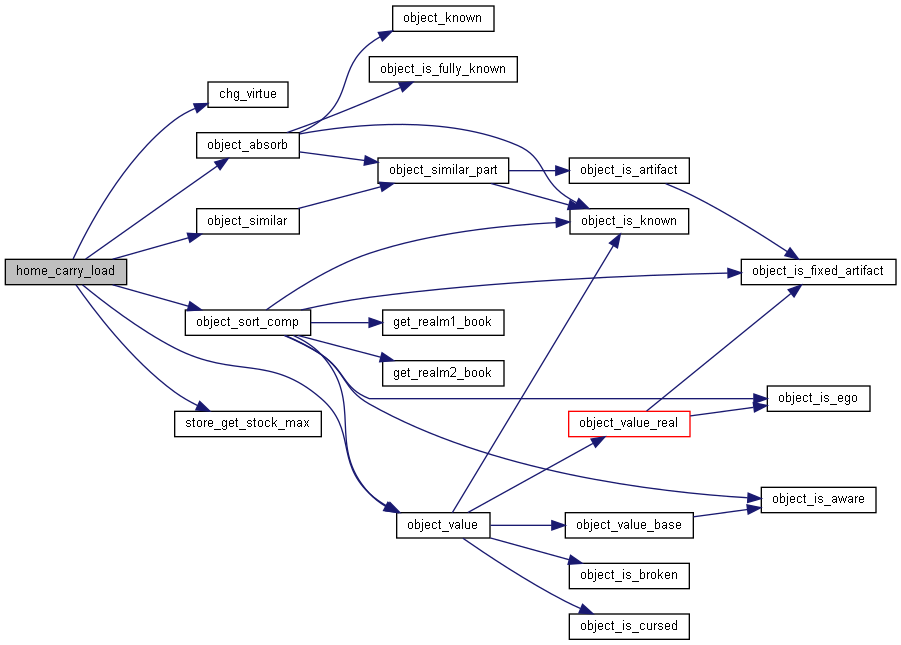 object_known
object_is_fully_known
chg_virtue
object_absorb
object_similar_part
object_is_artifact
object_similar
object_is_known
home_carry_load
object_is_fixed_artifact
object_sort_comp
get_realm1_book
get_realm2_book
object_is_ego
store_get_stock_max
object_value_real
object_is_aware
object_value
object_value_base
object_is_broken
object_is_cursed